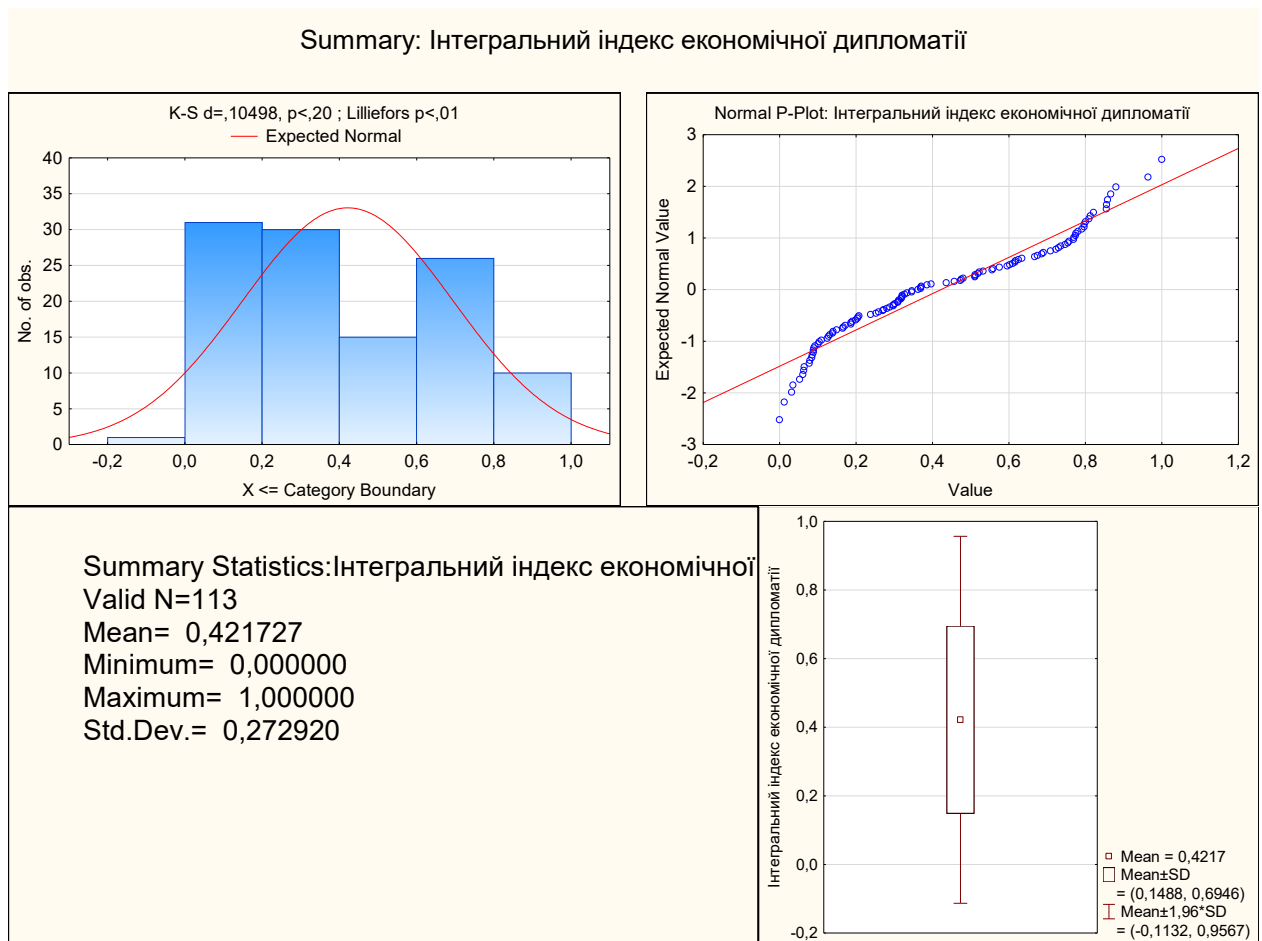 Summary: Інтегральний індекс економічної дипломатії
K-S d=,10498, p<,20 ; Lilliefors p<,01
Expected Normal
No. of obs.
40
35
30
25
20
15
10
5
0
-0,2 0,0 0,2 0,4 0,6 0,8 1,0
X <= Category Boundary
Normal P-Plot: Інтегральний індекс економічної дипломатії
Expected Normal Value
3
2
1
0
-1
-2
-3
-0,2 0,0 0,2 0,4 0,6 0,8 1,0 1,2
Value
Summary Statistics:Інтегральний індекс економічної
Valid N=113
Mean= 0,421727
Minimum= 0,000000
Maximum= 1,000000
Std.Dev.= 0,272920
Інтегральний індекс економічної дипломатії
1,0
0,8
0,6
0,4
0,2
0,0
-0,2
Mean = 0,4217
Mean±SD
= (0,1488, 0,6946)
Mean±1,96*SD
= (-0,1132, 0,9567)